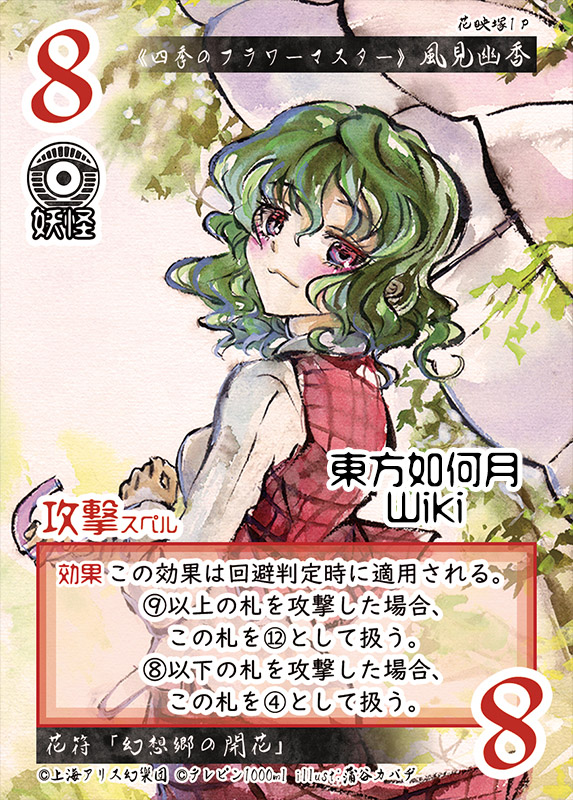 花映塚1P
8
《四季のフラワーマスター》風見幽香
妖怪
東方如何月
Wiki
攻撃スペル
効果 この効果は回避判定時に適用される。
⑨以上の札を攻撃した場合、
この札を⑫として扱う。
⑧以下の札を攻撃した場合、
この札を④として扱う。
8
花符「幻想郷の開花」
©上海アリス幻樂団 ©テレピン1000ml illust:蒲谷カバヂ